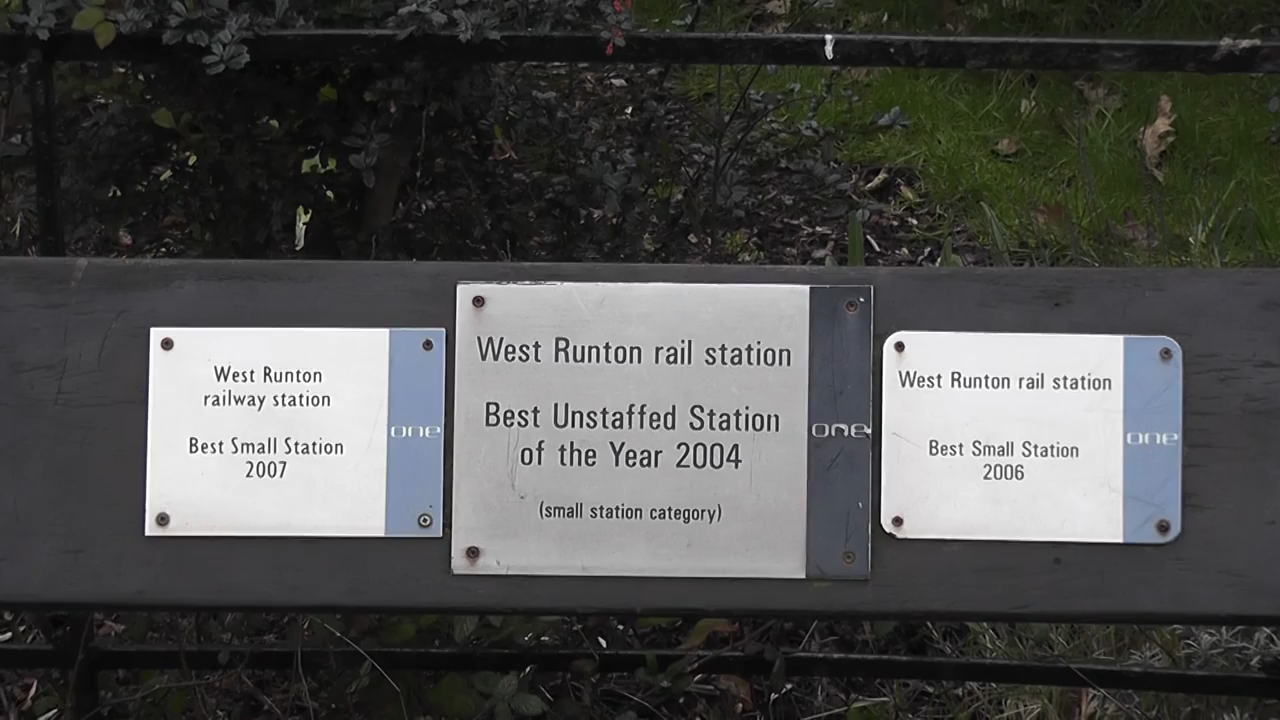 West Runton
railway station
Best Small Station
2007
one
West Runton rail station
Best Unstaffed Station
of the Year 2004
(small station category)
one
West Runton rail station
Best Small Station
2006
one